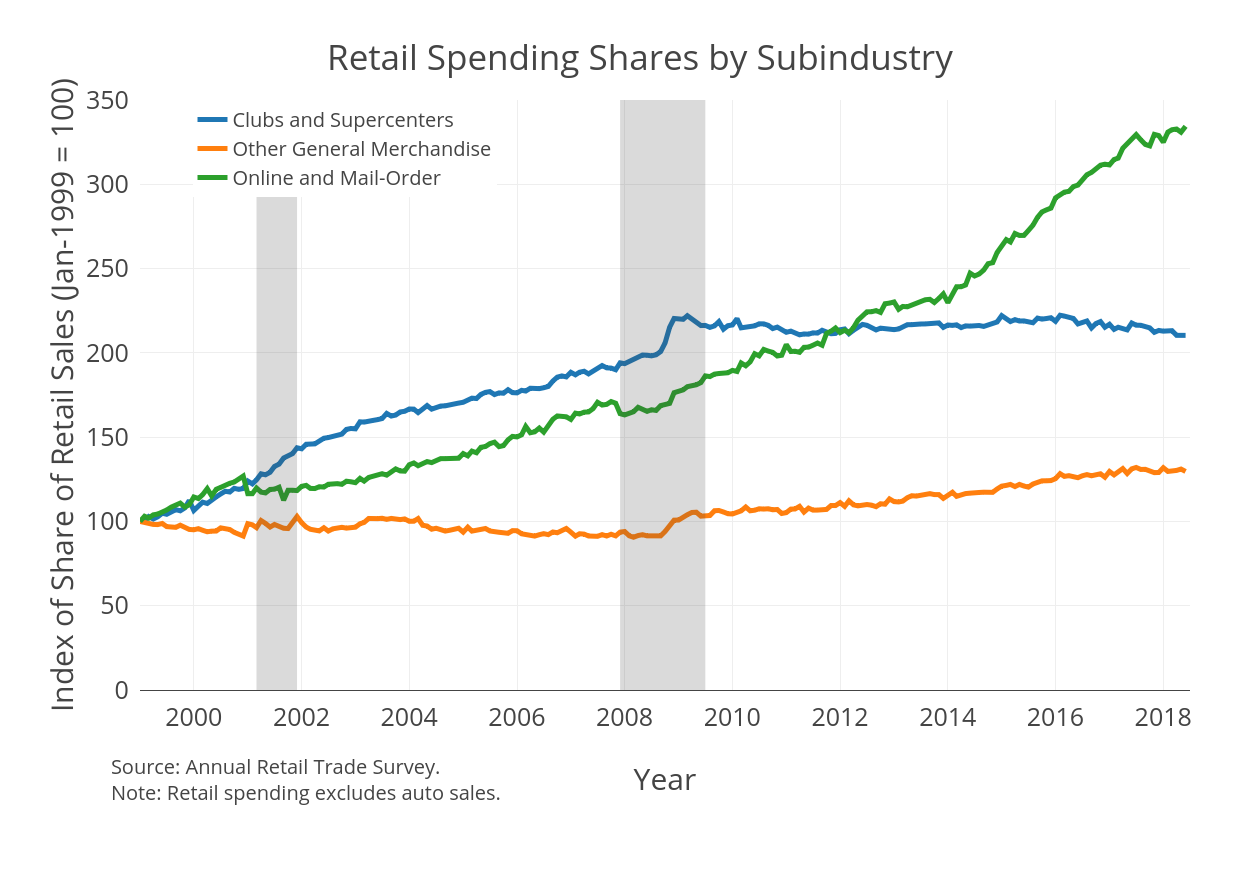 Retail Spending Shares by Subindustry
Index of Share of Retail Sales (Jan-1999 = 100)
350
300
250
200
150
100
50
0
Clubs and Supercenters
Other General Merchandise
Online and Mail-Order
2000 2002 2004 2006 2008 2010 2012 2014 2016 2018
Year
Source: Annual Retail Trade Survey.
Note: Retail spending excludes auto sales.